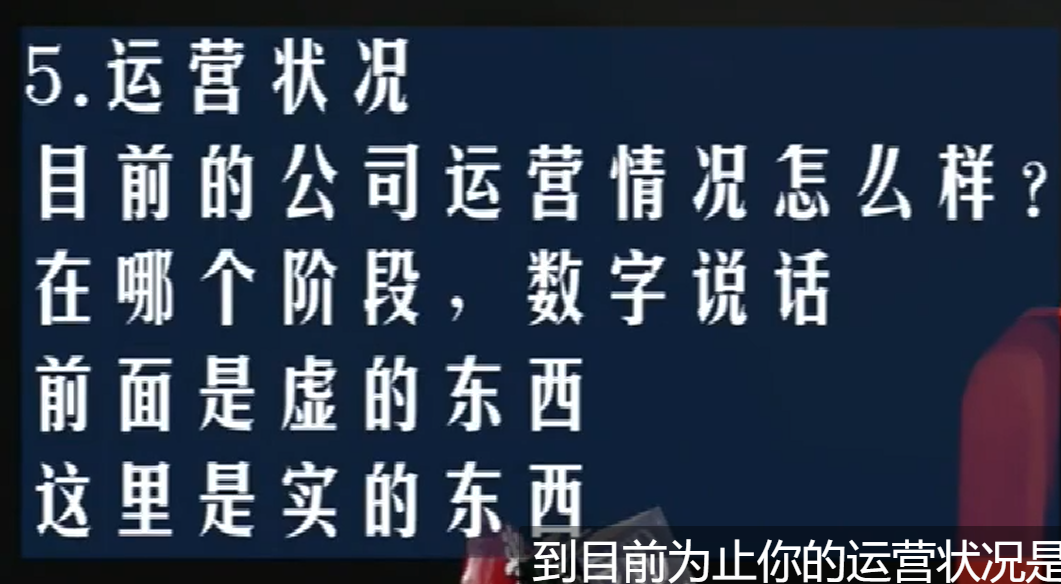 5.运营状况
目前的公司运营情况怎么样?
在哪个阶段，数字说话
前面是虚的东西
这里是实的东西
到目前为止你的运营状况是